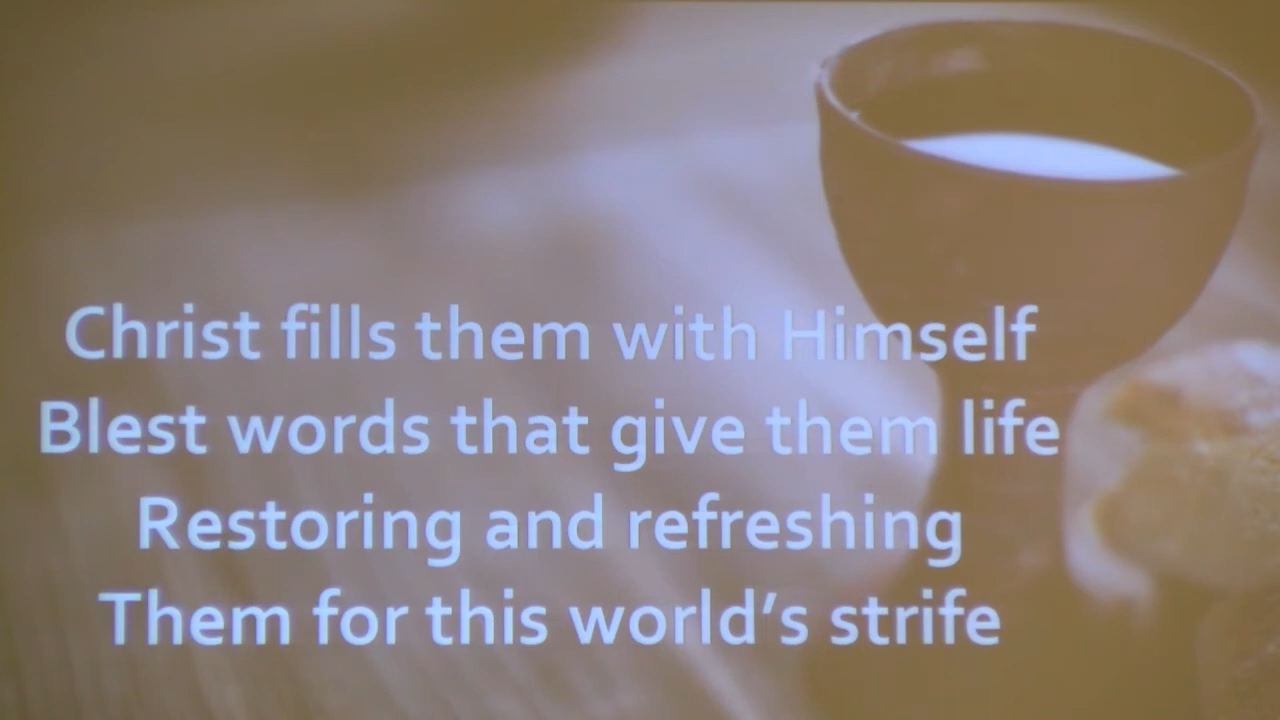 Christ fills them with Himself
Blest words that give them life
Restoring and refreshing
Them for this world’s strife